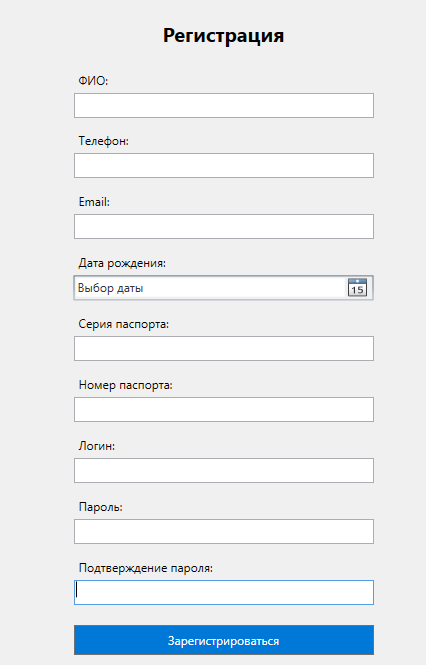 Регистрация
ФИО:
Телефон:
Email:
Дата рождения:
Выбор даты
15
Серия паспорта:
Номер паспорта:
Логин:
Пароль:
Подтверждение пароля:
Зарегистрироваться